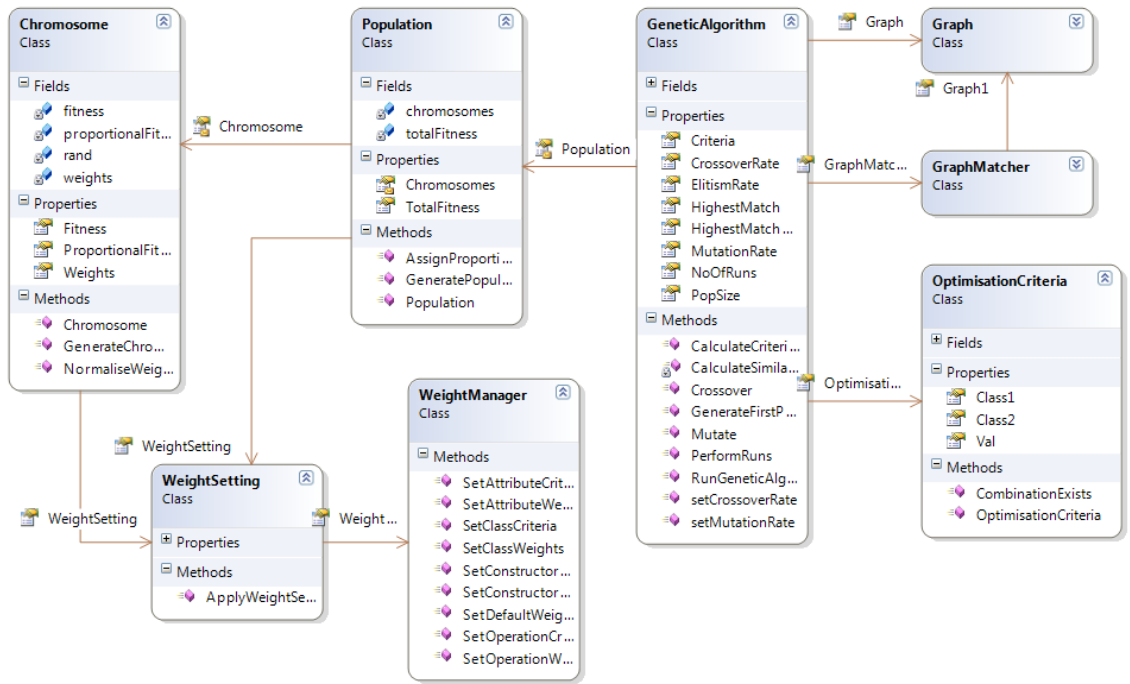 Chromosome
Class
Fields
fitness
proportionalFit...
rand
weights
Properties
Fitness
ProportionalFit...
Weights
Methods
Chromosome
GenerateChro...
NormaliseWeig...
Chromosome
Population
Class
Fields
chromosomes
totalFitness
Properties
Chromosomes
TotalFitness
Methods
AssignProporti...
GeneratePopul...
Population
Population
GeneticAlgorithm
Class
Fields
Properties
Criteria
CrossoverRate
ElitismRate
HighestMatch
HighestMatch...
MutationRate
NoOfRuns
PopSize
Methods
CalculateCriteri...
CalculateSimila...
Crossover
GenerateFirstP...
Mutate
PerformRuns
RunGeneticAlg...
setCrossoverRate
setMutationRate
Graph
Graph
Class
Graph1
GraphMatc...
GraphMatcher
Class
Optimisati...
OptimisationCriteria
Class
Fields
Properties
Class1
Class2
Val
Methods
CombinationExists
OptimisationCriteria
WeightSetting
WeightSetting
WeightSetting
Class
Properties
Methods
ApplyWeightSe...
Weight...
WeightManager
Class
Methods
SetAttributeCrit...
SetAttributeWe...
SetClassCriteria
SetClassWeights
SetConstructor...
SetConstructor...
SetDefaultWeig...
SetOperationCr...
SetOperationW...